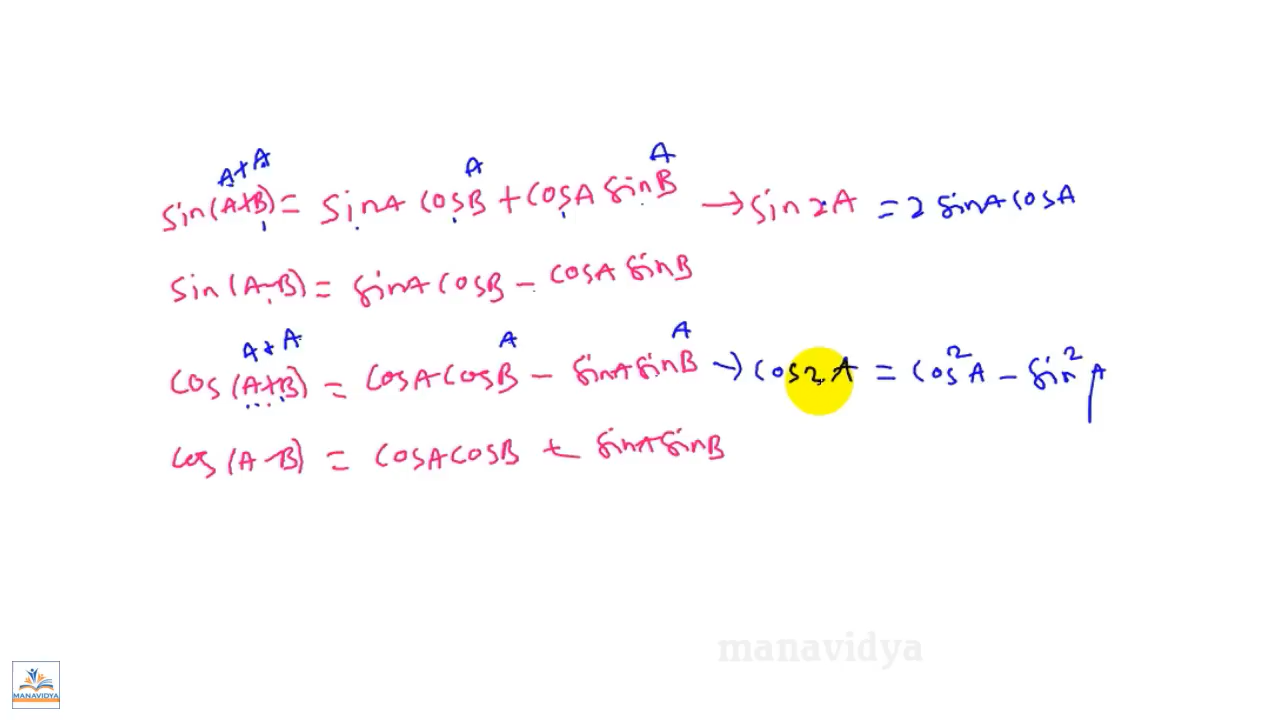 A+A A A
sin(A+B) = sinA cosB + cosA sinB → sin2A = 2 sinA cosA
sin(A-B) = sinA cosB - cosA sinB
A+A A A
cos(A+B) = cosA cosB - sinA sinB → cos2A = cos²A - sin²A
cos(A-B) = cosA cosB + sinA sinB
manavidya
MANAVIDYA